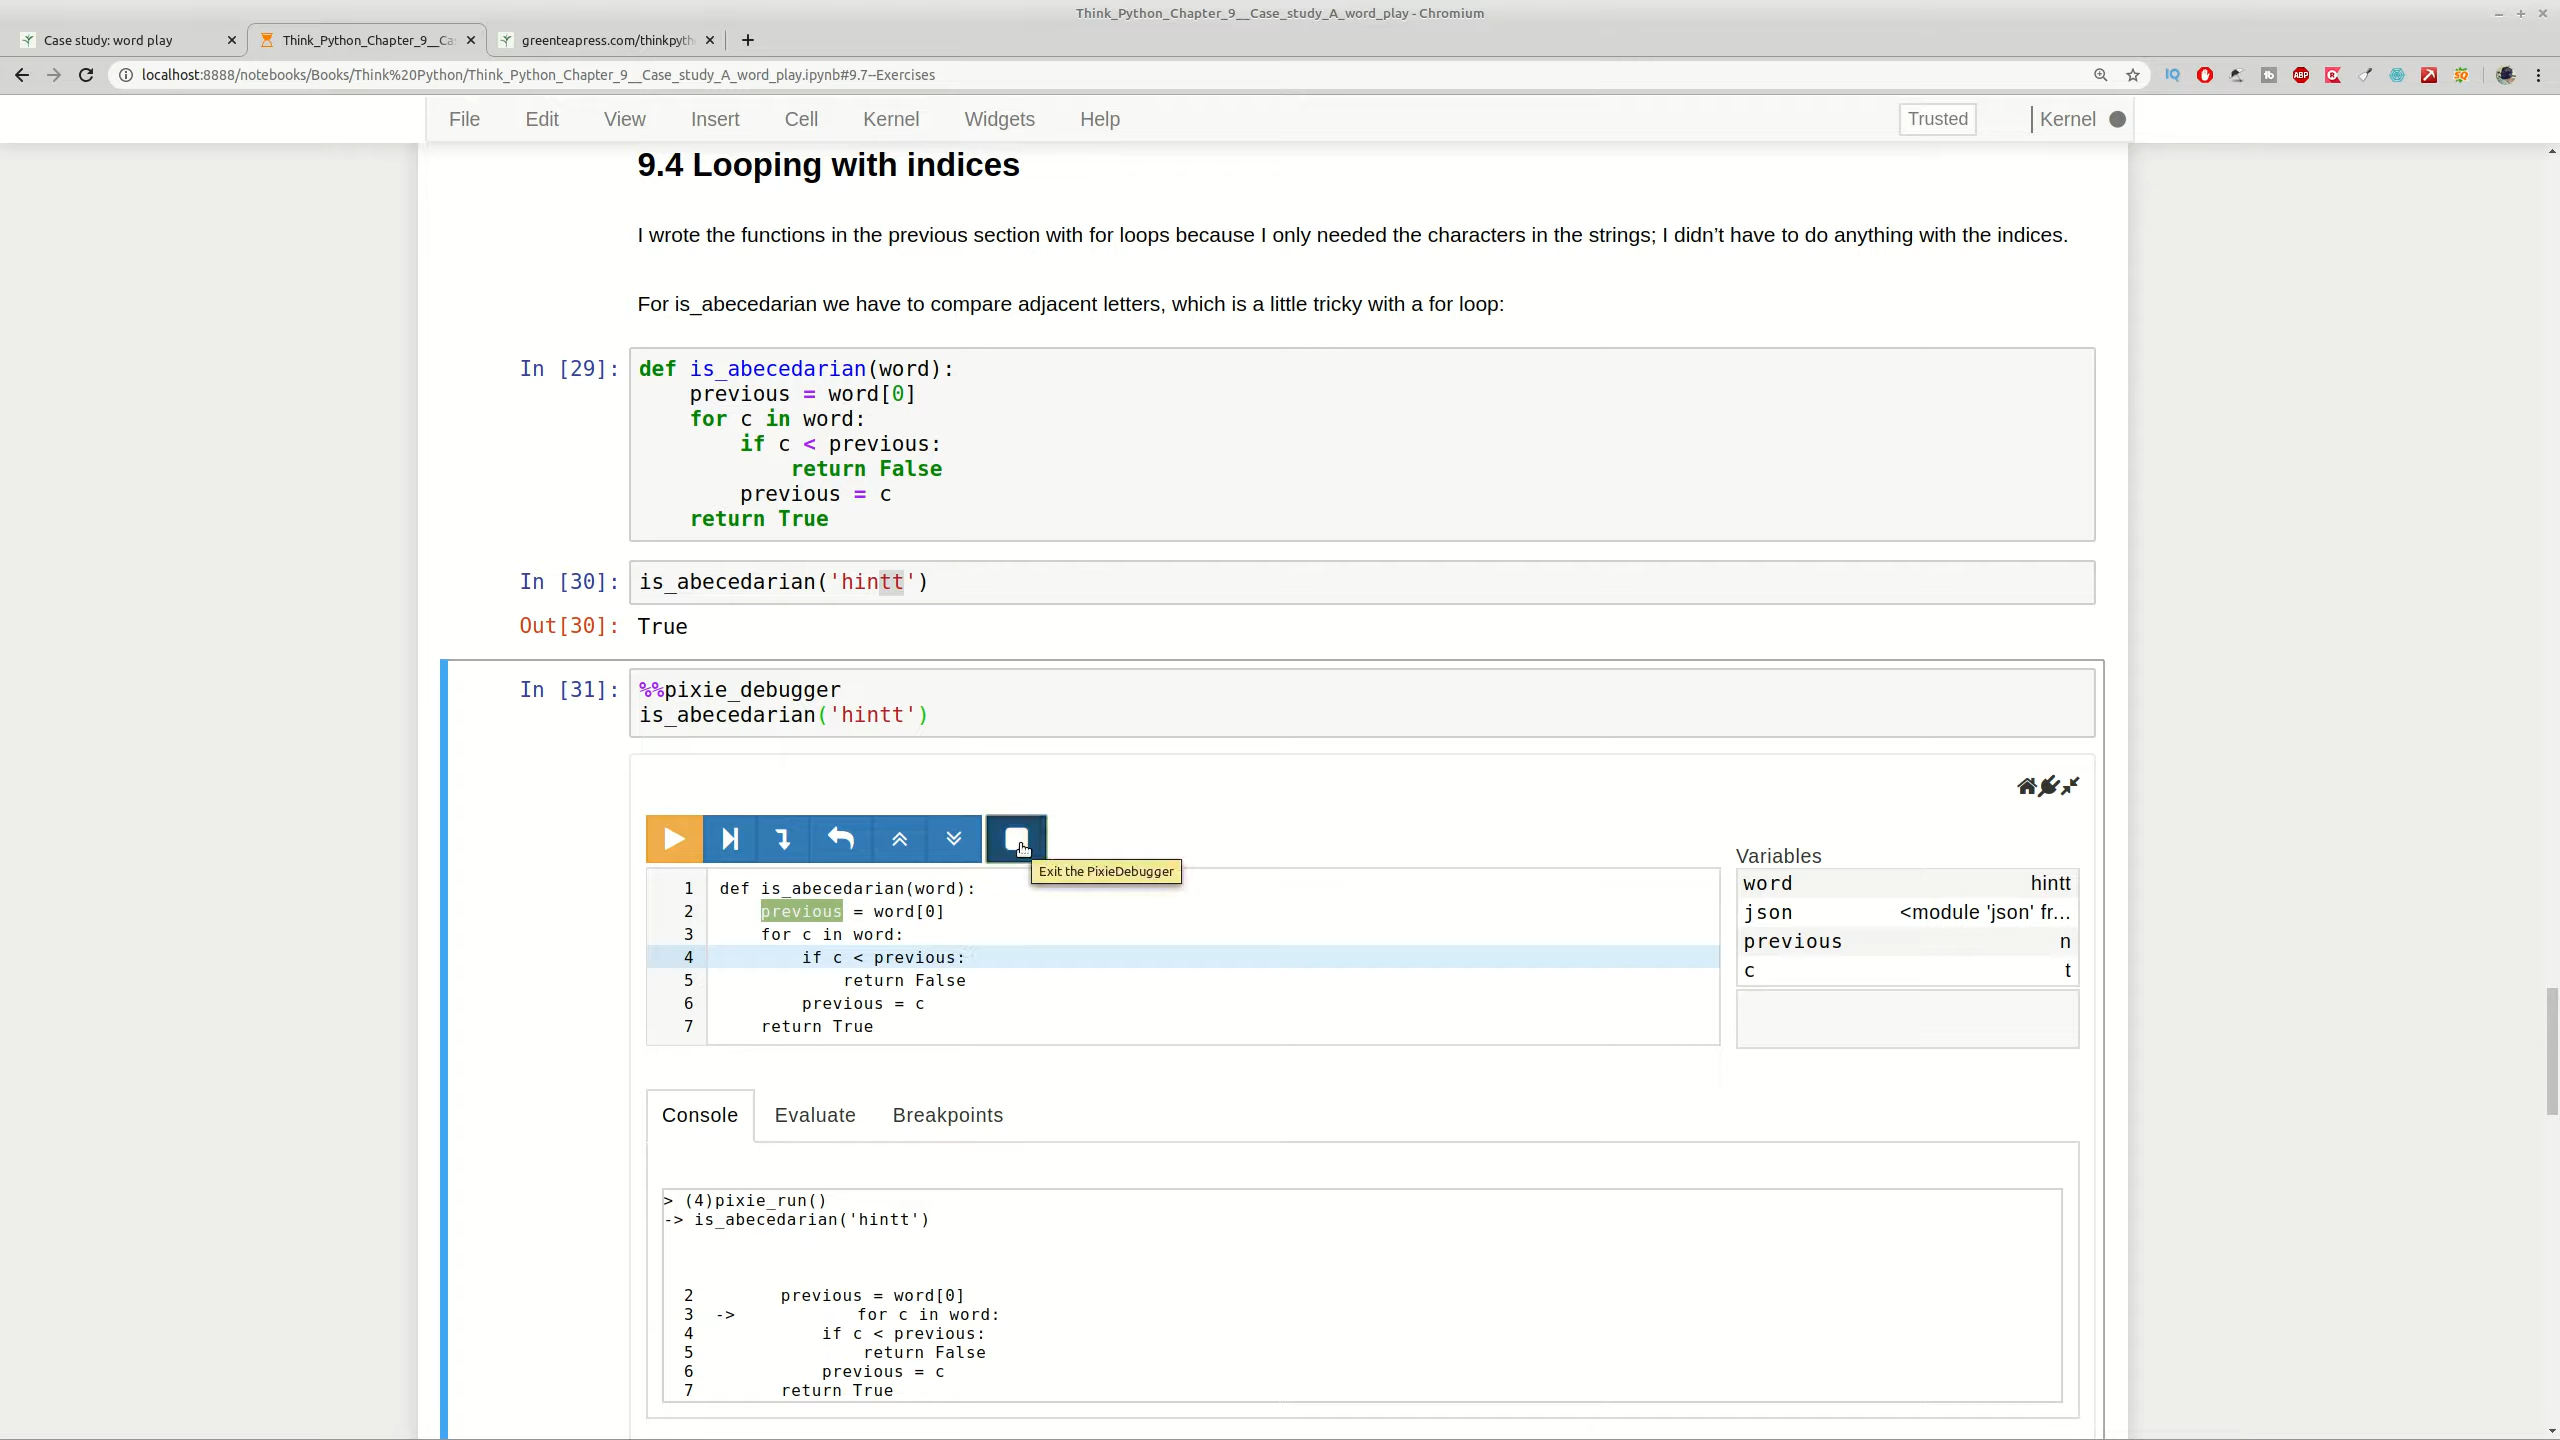 Think_Python_Chapter_9__Case_study_A_word_play - Chromium
Case study: word play
Think_Python_Chapter_9__Ca
greenteapress.com/thinkpyth
localhost:8888/notebooks/Books/Think%20Python/Think_Python_Chapter_9__Case_study_A_word_play.ipynb#9.7--Exercises
File Edit View Insert Cell Kernel Widgets Help Trusted Kernel
9.4 Looping with indices
I wrote the functions in the previous section with for loops because I only needed the characters in the strings; I didn’t have to do anything with the indices.
For is_abecedarian we have to compare adjacent letters, which is a little tricky with a for loop:
In [29]: def is_abecedarian(word):
    previous = word[0]
    for c in word:
        if c < previous:
            return False
        previous = c
    return True
In [30]: is_abecedarian('hintt')
Out[30]: True
In [31]: %%pixie_debugger
is_abecedarian('hintt')
Exit the PixieDebugger
1 def is_abecedarian(word):
2     previous = word[0]
3     for c in word:
4         if c < previous:
5             return False
6         previous = c
7     return True
Variables
word hintt
json <module 'json' fr...
previous n
c t
Console Evaluate Breakpoints
> (4)pixie_run()
-> is_abecedarian('hintt')
2     previous = word[0]
3 ->     for c in word:
4         if c < previous:
5             return False
6         previous = c
7     return True